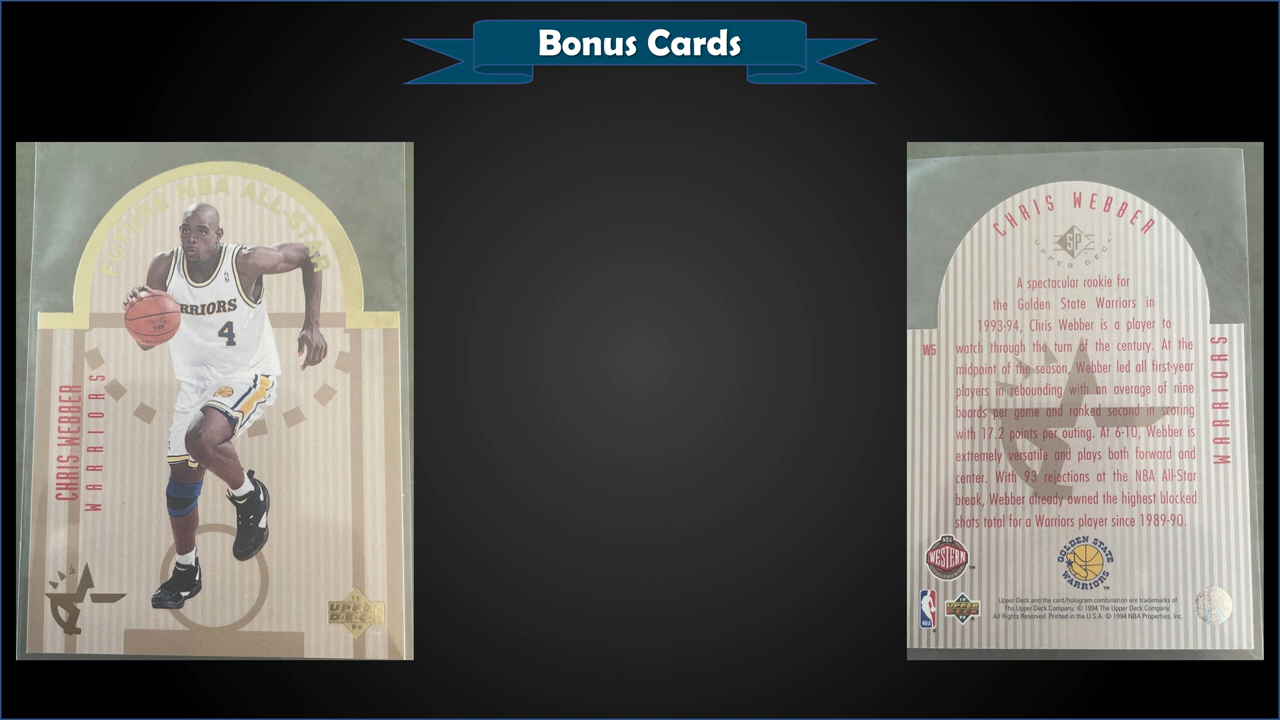 Bonus Cards
FUTURE NBA ALL-STAR
RRIORS
4
CHRIS WEBBER
WARRIORS
UPPER
DECK
CHRIS WEBBER
SP
UPPER DECK
A spectacular rookie for
the Golden State Warriors in
1993-94, Chris Webber is a player to
watch through the turn of the century. At the
midpoint of the season, Webber led all first-year
players in rebounding with an average of nine
boards per game and ranked second in scoring
with 17.2 points per outing. At 6-10, Webber is
extremely versatile and plays both forward and
center. With 93 rejections at the NBA All-Star
break, Webber already owned the highest blocked
shots total for a Warriors player since 1989-90.
W5
WARRIORS
NBA
WESTERN
TM
GOLDEN STATE
WARRIORS
TM
NBA
UPPER
DECK
Upper Deck and the card/hologram combination are trademarks of
The Upper Deck Company. © 1994 The Upper Deck Company.
All Rights Reserved. Printed in the U.S.A. © 1994 NBA Properties, Inc.